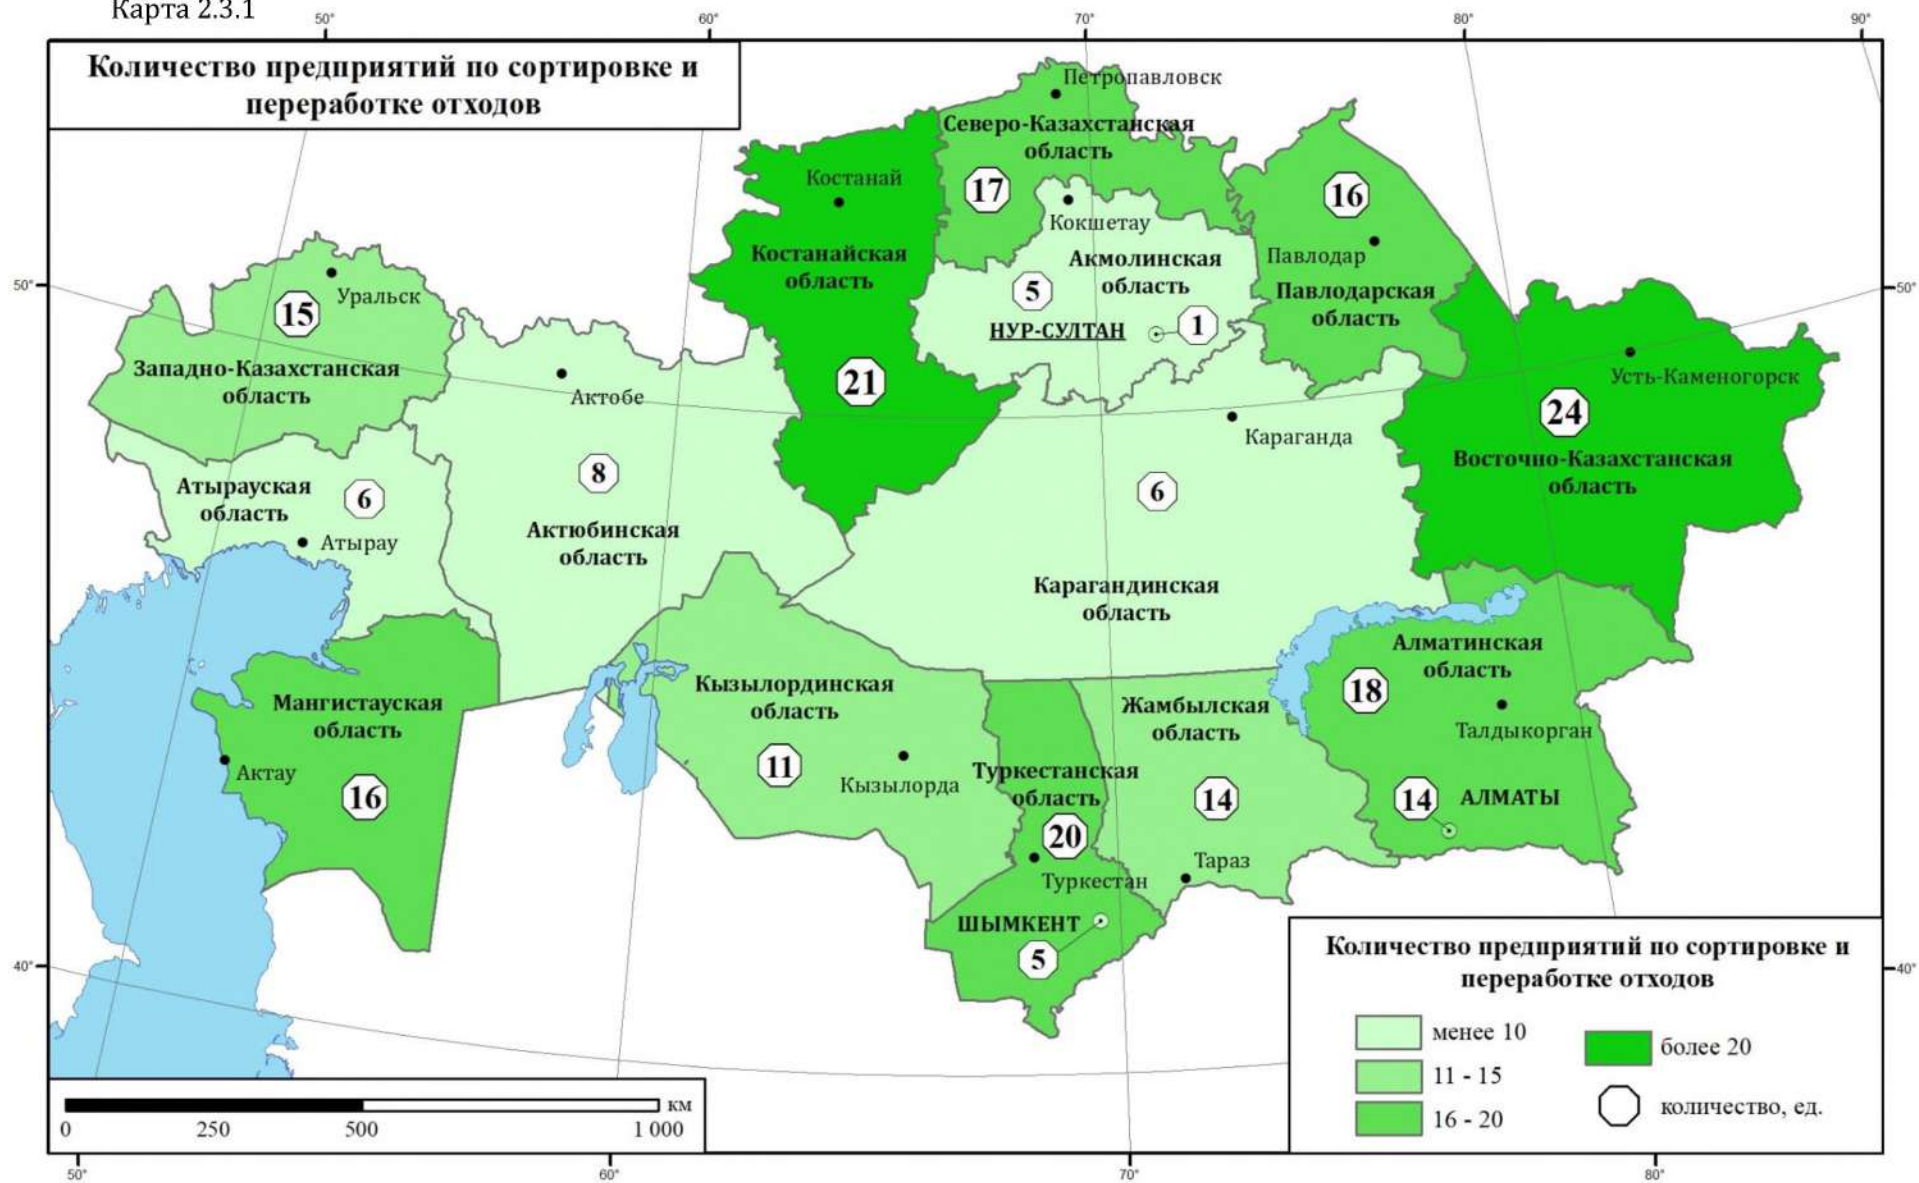 Карта 2.3.1
50°
60°
70°
80°
90°
Количество предприятий по сортировке и
переработке отходов
Петропавловск
Северо-Казахстанская
область
17
Костанай
Костанайская
область
21
Кокшетау
Акмолинская
область
5
НУР-СУЛТАН
1
16
Павлодар
Павлодарская
область
50°
50°
15
Уральск
Западно-Казахстанская
область
Актобе
8
Актюбинская
область
Атырауская
область
6
Атырау
Караганда
6
Карагандинская
область
Усть-Каменогорск
24
Восточно-Казахстанская
область
Мангистауская
область
Актау
16
Кызылординская
область
11
Кызылорда
Туркестанская
область
20
Туркестан
ШЫМКЕНТ
5
Жамбылская
область
14
Тараз
Алматинская
область
18
Талдыкорган
14
АЛМАТЫ
40°
40°
Количество предприятий по сортировке и
переработке отходов
менее 10
11 - 15
16 - 20
более 20
количество, ед.
км
0 250 500 1 000
50°
60°
70°
80°